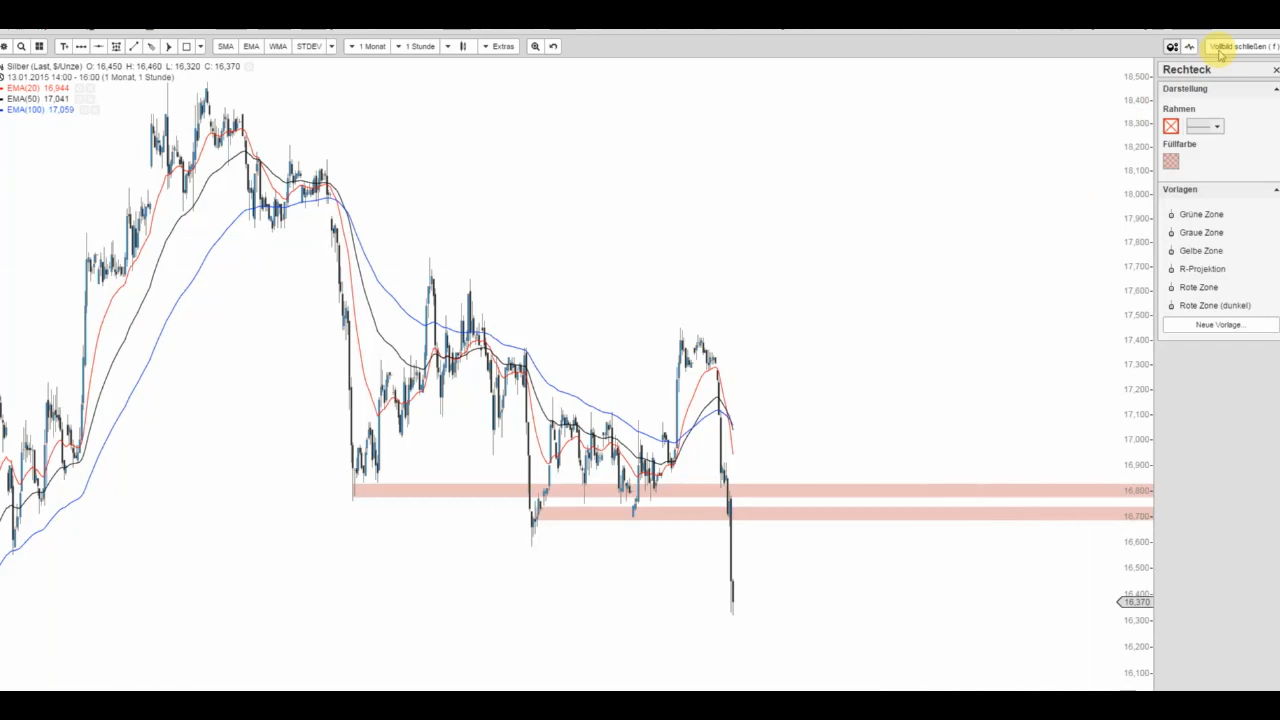 SMA EMA WMA STDEV 1 Monat 1 Stunde Extras Vollbild schließen ( f )
Silber (Last, $/Unze) O: 16,450 H: 16,460 L: 16,320 C: 16,370
13.01.2015 14:00 - 16:00 (1 Monat, 1 Stunde)
EMA(20) 16,944
EMA(50) 17,041
EMA(100) 17,059
18,500
18,400
18,300
18,200
18,100
18,000
17,900
17,800
17,700
17,600
17,500
17,400
17,300
17,200
17,100
17,000
16,900
16,800
16,700
16,600
16,500
16,400
16,370
16,300
16,200
16,100
Rechteck
Darstellung
Rahmen
Füllfarbe
Vorlagen
Grüne Zone
Graue Zone
Gelbe Zone
R-Projektion
Rote Zone
Rote Zone (dunkel)
Neue Vorlage...